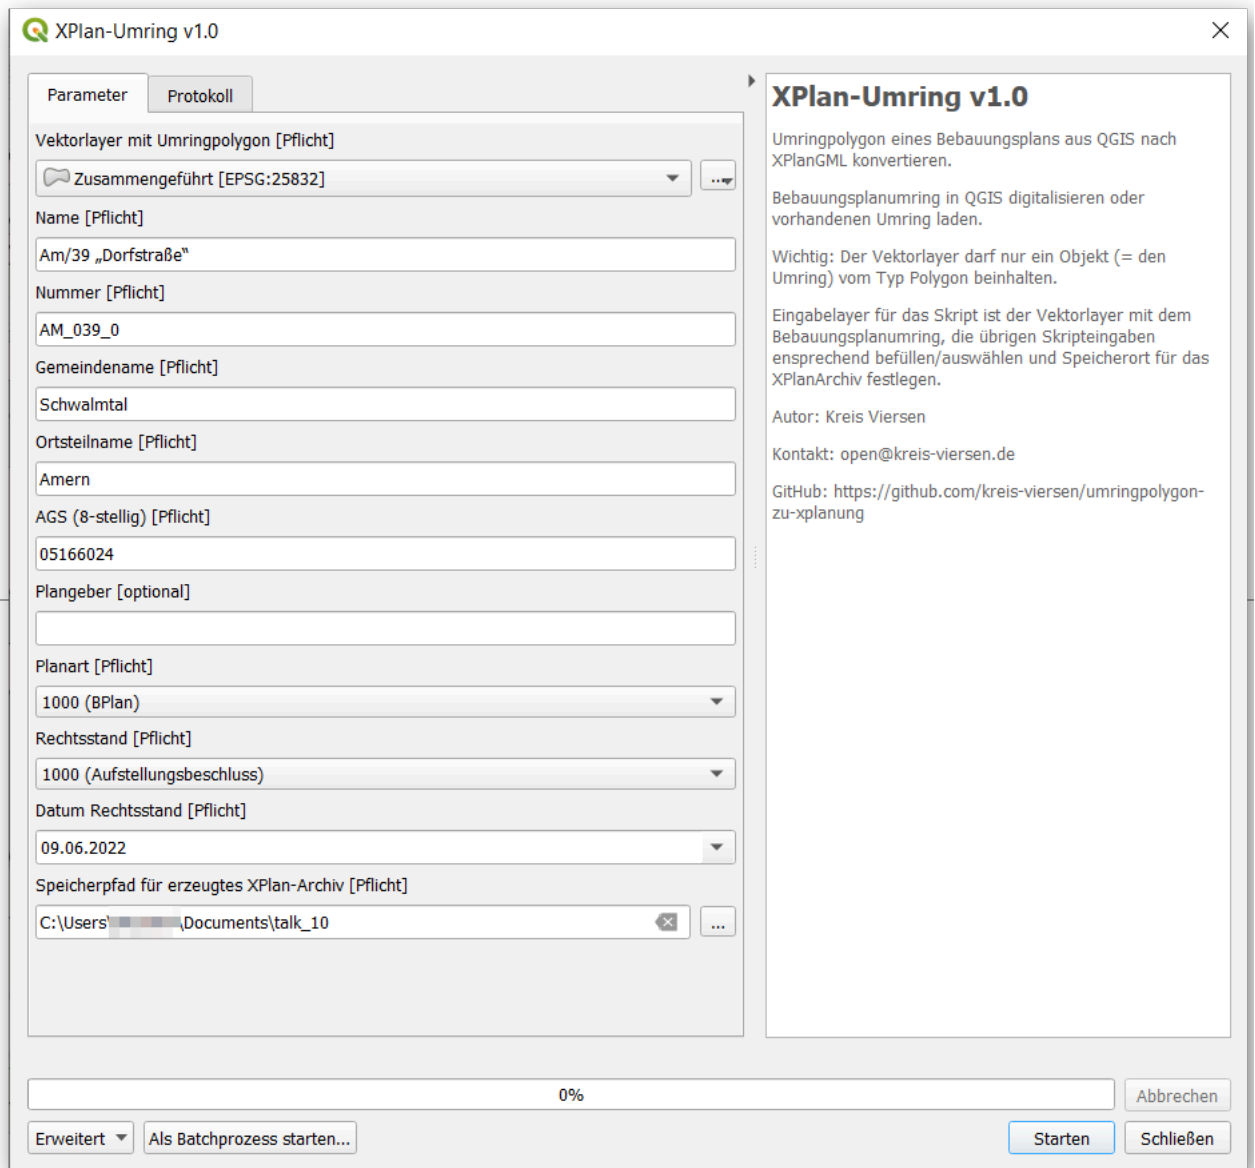 XPlan-Umring v1.0
Parameter
Protokoll
Vektorlayer mit Umringpolygon [Pflicht]
Zusammengeführt [EPSG:25832]
...
Name [Pflicht]
Am/39 „Dorfstraße“
Nummer [Pflicht]
AM_039_0
Gemeindename [Pflicht]
Schwalmtal
Ortsteilname [Pflicht]
Amern
AGS (8-stellig) [Pflicht]
05166024
Plangeber [optional]
Planart [Pflicht]
1000 (BPlan)
Rechtsstand [Pflicht]
1000 (Aufstellungsbeschluss)
Datum Rechtsstand [Pflicht]
09.06.2022
Speicherpfad für erzeugtes XPlan-Archiv [Pflicht]
C:\Users\ \Documents\talk_10
...
XPlan-Umring v1.0
Umringpolygon eines Bebauungsplans aus QGIS nach
XPlanGML konvertieren.
Bebauungsplanumring in QGIS digitalisieren oder
vorhandenen Umring laden.
Wichtig: Der Vektorlayer darf nur ein Objekt (= den
Umring) vom Typ Polygon beinhalten.
Eingabelayer für das Skript ist der Vektorlayer mit dem
Bebauungsplanumring, die übrigen Skripteingaben
ensprechend befüllen/auswählen und Speicherort für das
XPlanArchiv festlegen.
Autor: Kreis Viersen
Kontakt: open@kreis-viersen.de
GitHub: https://github.com/kreis-viersen/umringpolygon-
zu-xplanung
0%
Abbrechen
Erweitert
Als Batchprozess starten...
Starten
Schließen